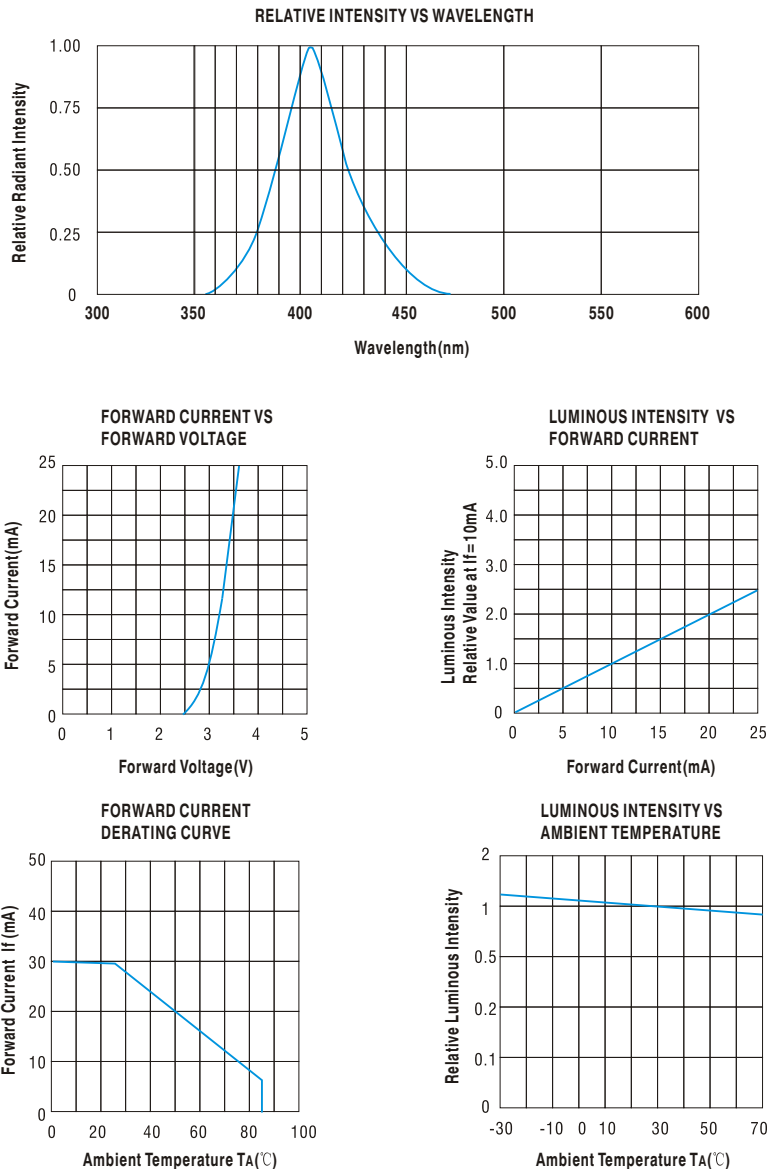 RELATIVE INTENSITY VS WAVELENGTH
Relative Radiant Intensity
1.00
0.75
0.50
0.25
0
300 350 400 450 500 550 600
Wavelength(nm)
FORWARD CURRENT VS
FORWARD VOLTAGE
Forward Current(mA)
25
20
15
10
5
0
0 1 2 3 4 5
Forward Voltage(V)
LUMINOUS INTENSITY VS
FORWARD CURRENT
Luminous Intensity
Relative Value at If=10mA
5.0
4.0
3.0
2.0
1.0
0
0 5 10 15 20 25
Forward Current(mA)
FORWARD CURRENT
DERATING CURVE
Forward Current If (mA)
50
40
30
20
10
0
0 20 40 60 80 100
Ambient Temperature TA(℃)
LUMINOUS INTENSITY VS
AMBIENT TEMPERATURE
Relative Luminous Intensity
2
1
0.5
0.2
0.1
0
-30 -10 0 10 30 50 70
Ambient Temperature TA(℃)